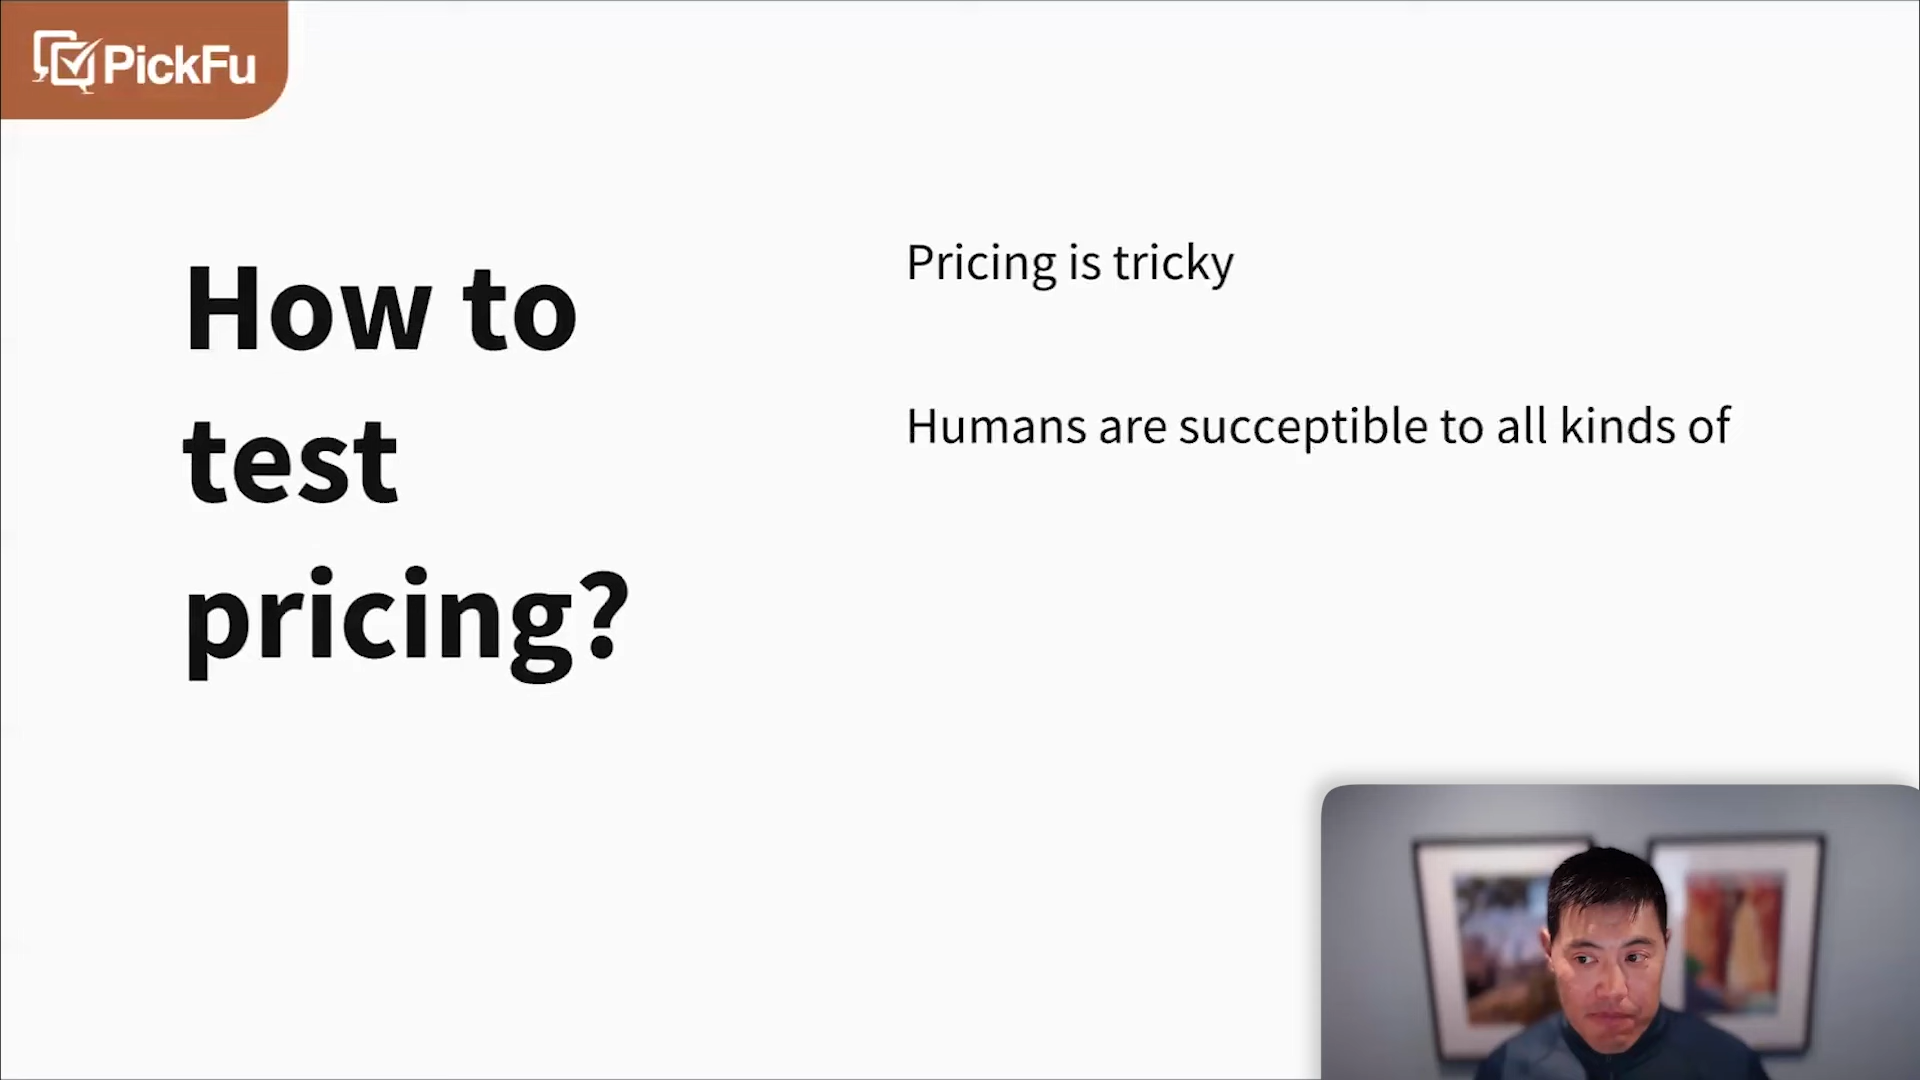 PickFu
How to
test
pricing?
Pricing is tricky
Humans are succeptible to all kinds of